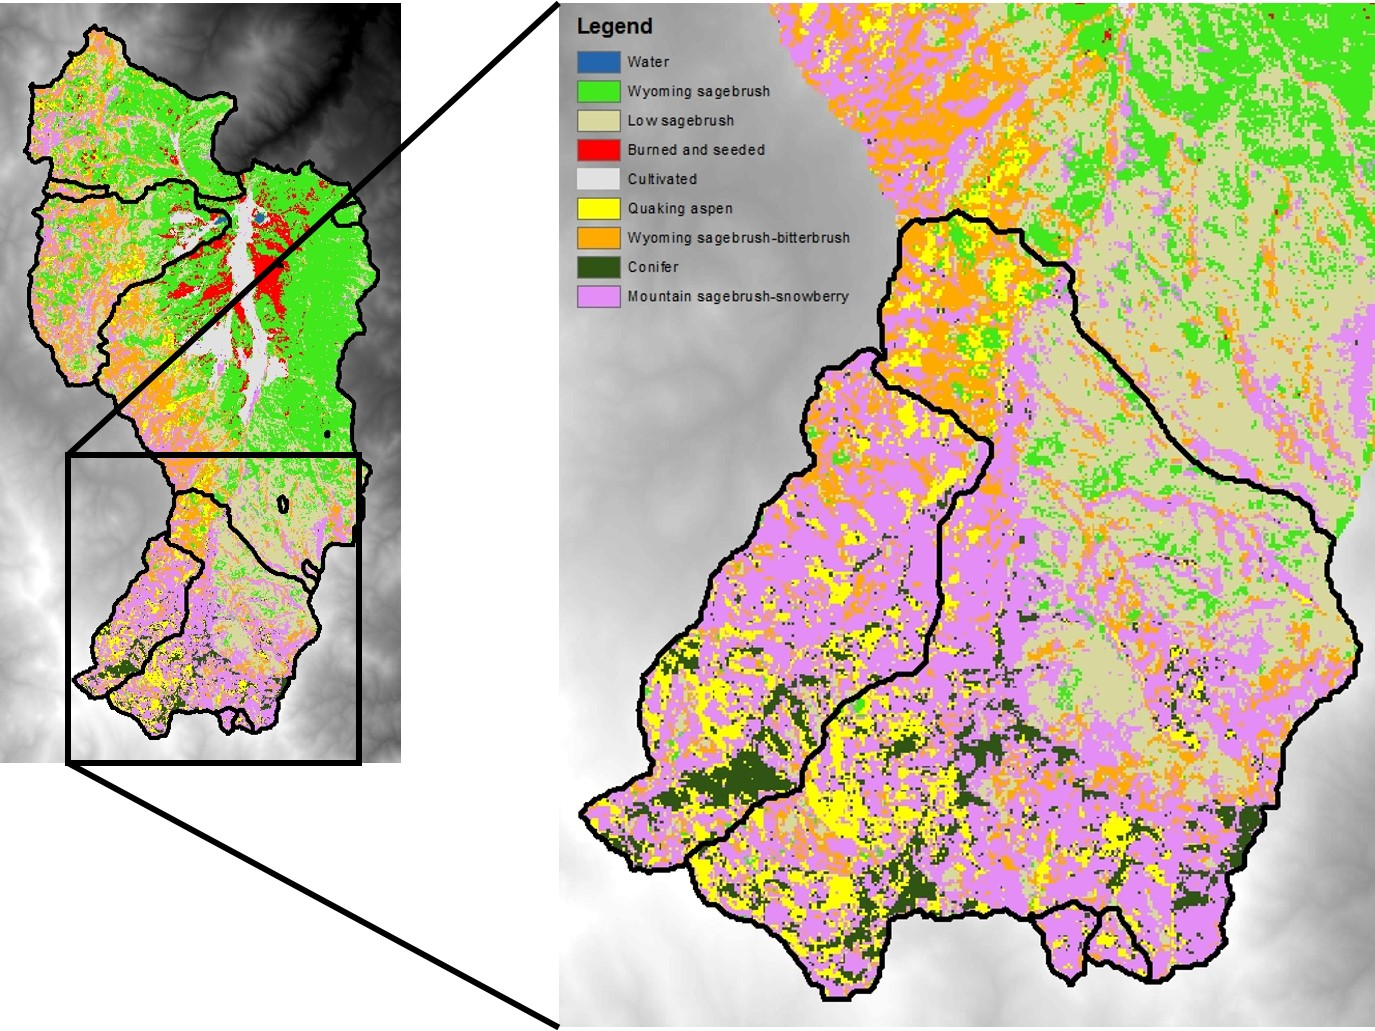 Legend
Water
Wyoming sagebrush
Low sagebrush
Burned and seeded
Cultivated
Quaking aspen
Wyoming sagebrush-bitterbrush
Conifer
Mountain sagebrush-snowberry